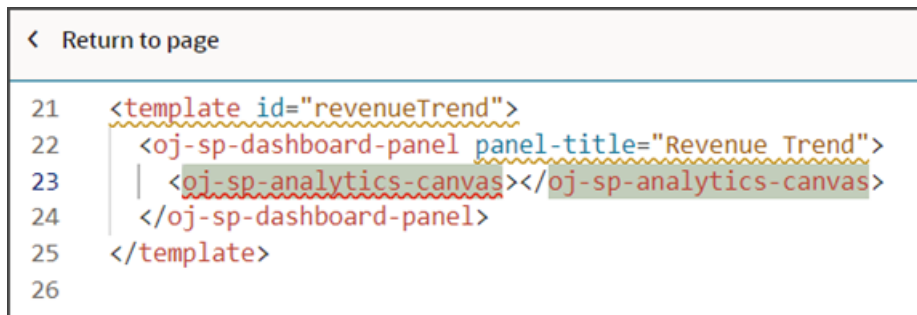 < Return to page
21 <template id="revenueTrend">
22 <oj-sp-dashboard-panel panel-title="Revenue Trend">
23 <oj-sp-analytics-canvas></oj-sp-analytics-canvas>
24 </oj-sp-dashboard-panel>
25 </template>
26